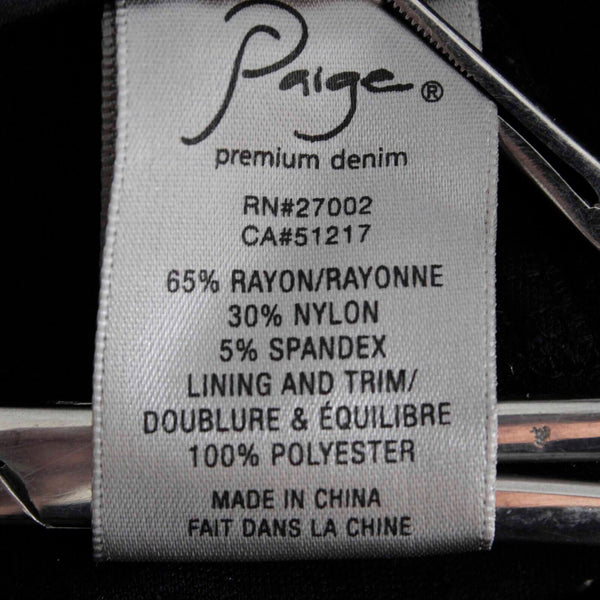 Paige®
premium denim
RN#27002
CA#51217
65% RAYON/RAYONNE
30% NYLON
5% SPANDEX
LINING AND TRIM/
DOUBLURE & ÉQUILIBRE
100% POLYESTER
MADE IN CHINA
FAIT DANS LA CHINE